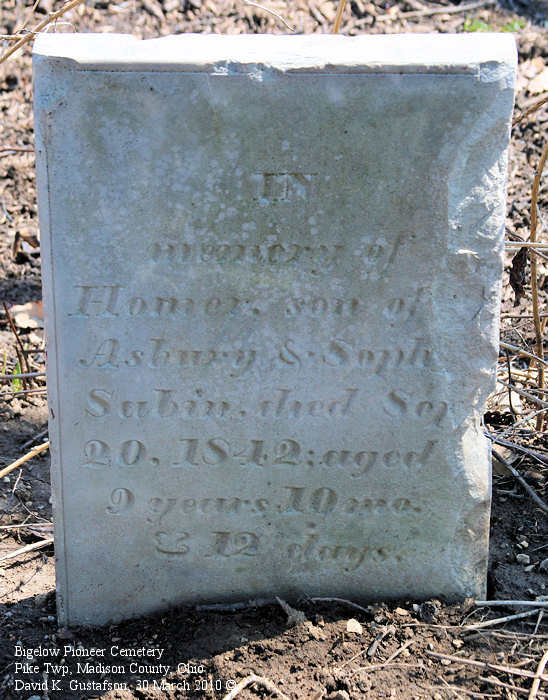 IN
memory of
Homer, son of
Asbury & Soph
Sabin, died Sep
20, 1842; aged
9 years 10 mo.
& 12 days.
Bigelow Pioneer Cemetery
Pike Twp, Madison County, Ohio
David K. Gustafson, 30 March 2010 ©